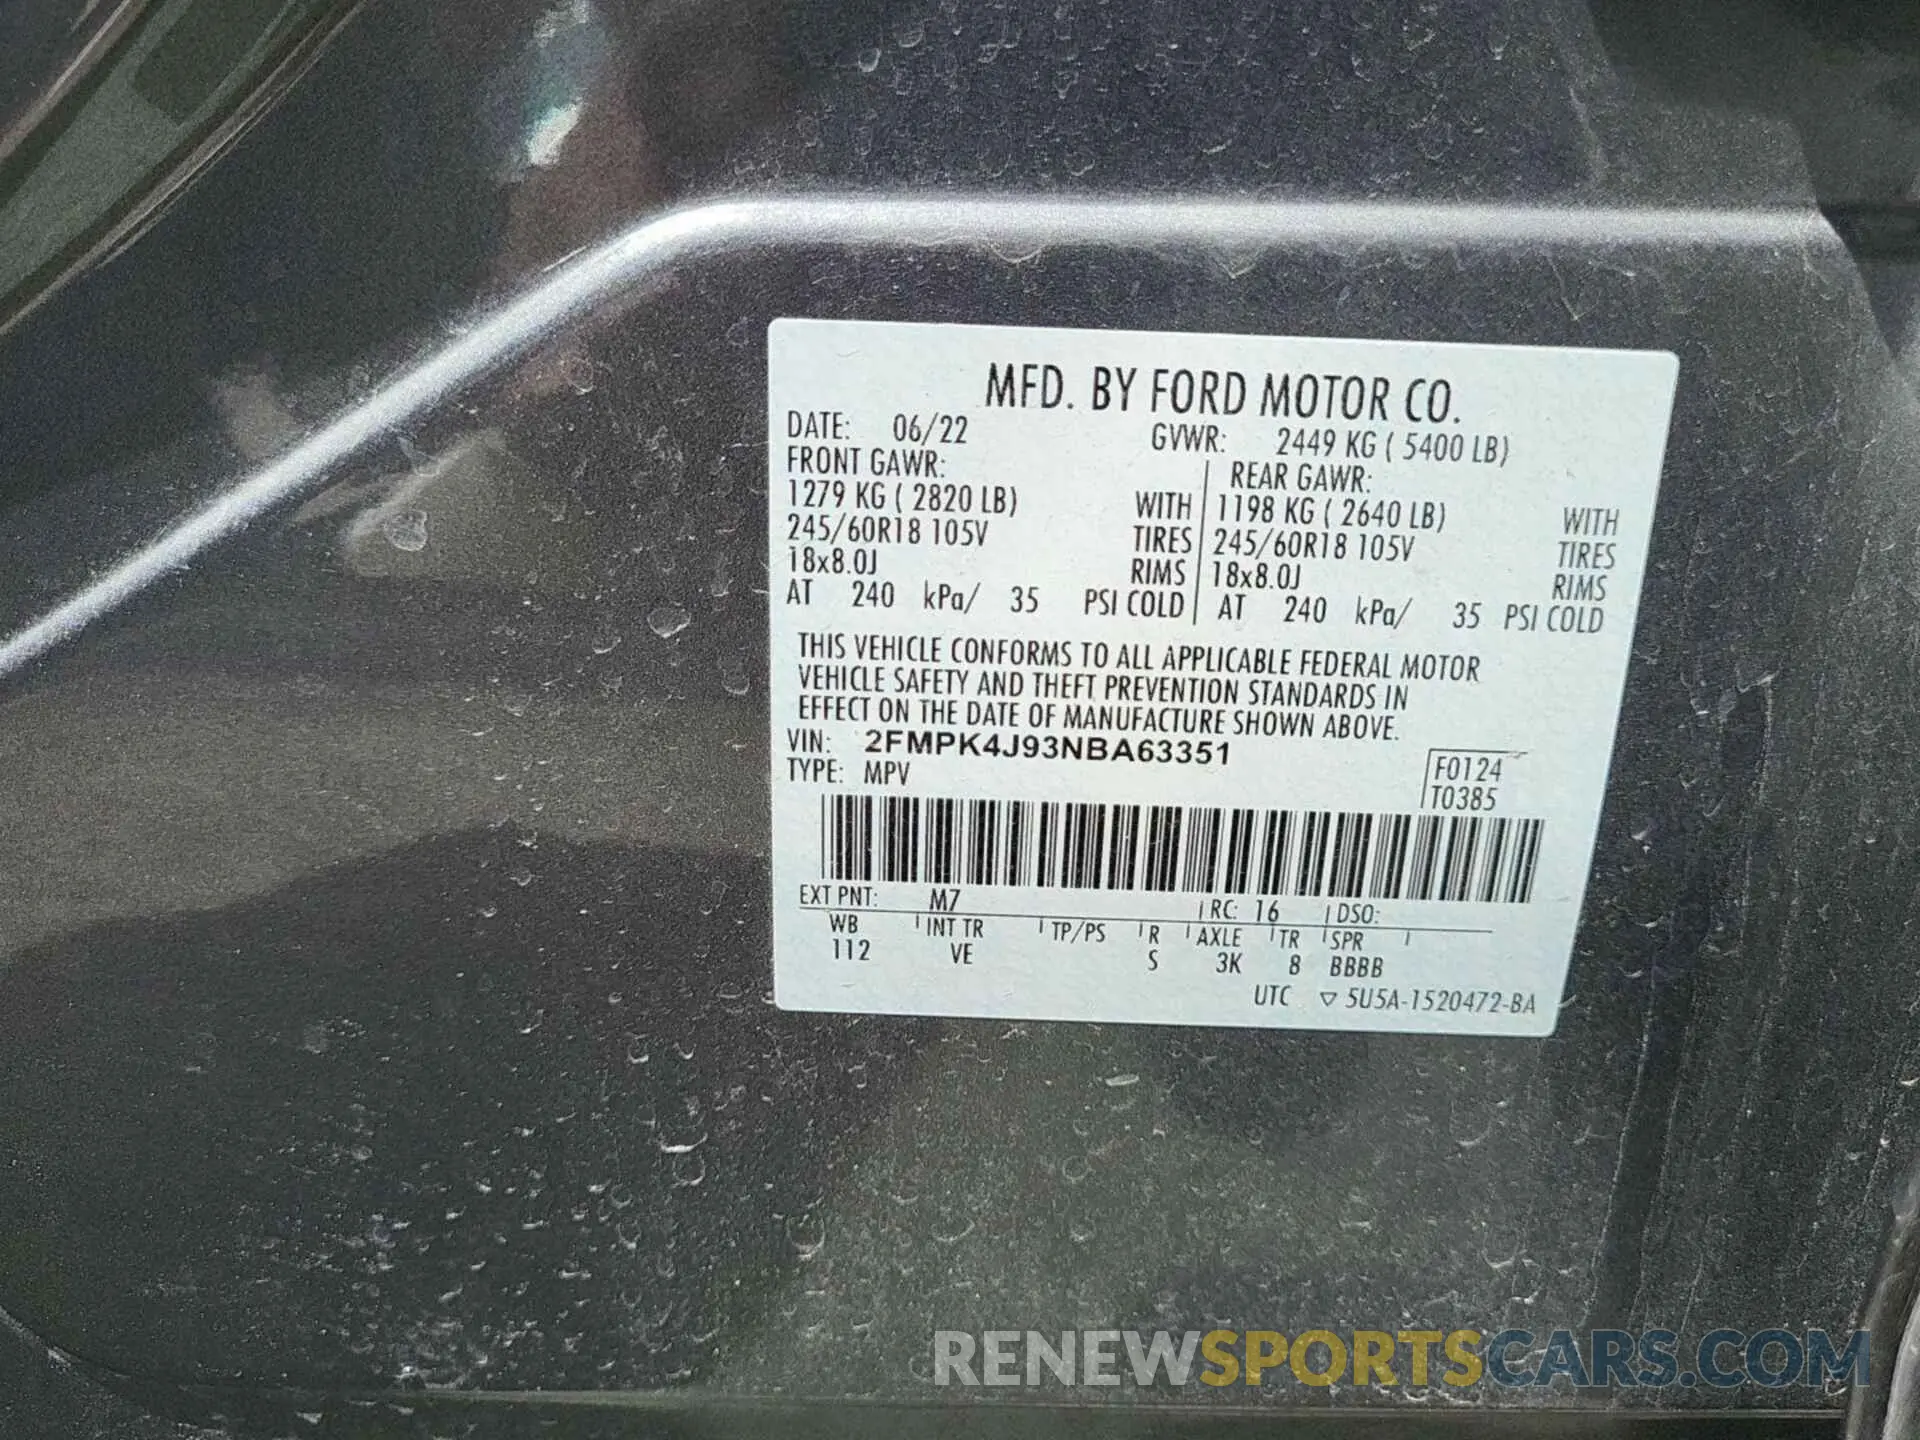 MFD. BY FORD MOTOR CO.
DATE: 06/22 GVWR: 2449 KG ( 5400 LB)
FRONT GAWR: REAR GAWR:
1279 KG ( 2820 LB) WITH 1198 KG ( 2640 LB) WITH
245/60R18 105V TIRES 245/60R18 105V TIRES
18x8.0J RIMS 18x8.0J RIMS
AT 240 kPa/ 35 PSI COLD AT 240 kPa/ 35 PSI COLD
THIS VEHICLE CONFORMS TO ALL APPLICABLE FEDERAL MOTOR
VEHICLE SAFETY AND THEFT PREVENTION STANDARDS IN
EFFECT ON THE DATE OF MANUFACTURE SHOWN ABOVE.
VIN: 2FMPK4J93NBA63351
TYPE: MPV F0124
T0385
EXT PNT: M7 RC: 16 DSO:
WB INT TR TP/PS R AXLE TR SPR
112 VE S 3K 8 BBBB
UTC ▽ 5U5A-1520472-BA
RENEWSPORTSCARS.COM